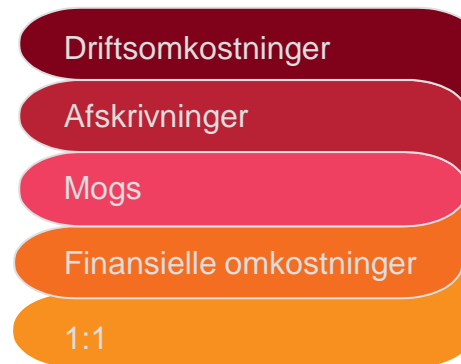 Driftsomkostninger
Afskrivninger
Mogs
Finansielle omkostninger
1:1